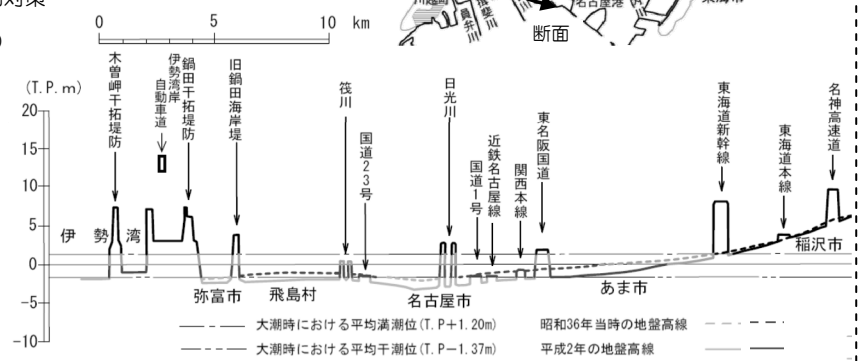 対策
0 5 10 km
員弁川
揖斐川
名古屋港
断面
(T.P.m)
20
15
10
5
0
−5
−10
木曽岬干拓堤防
伊勢湾岸自動車道
鍋田干拓堤防
旧鍋田海岸堤
筏川
国道23号
日光川
国道1号
近鉄名古屋線
関西本線
東名阪国道
東海道新幹線
東海道本線
名神高速道
伊勢湾
弥富市
飛島村
名古屋市
あま市
稲沢市
大潮時における平均満潮位(T.P+1.20m)
大潮時における平均干潮位(T.P−1.37m)
昭和36年当時の地盤高線
平成2年の地盤高線